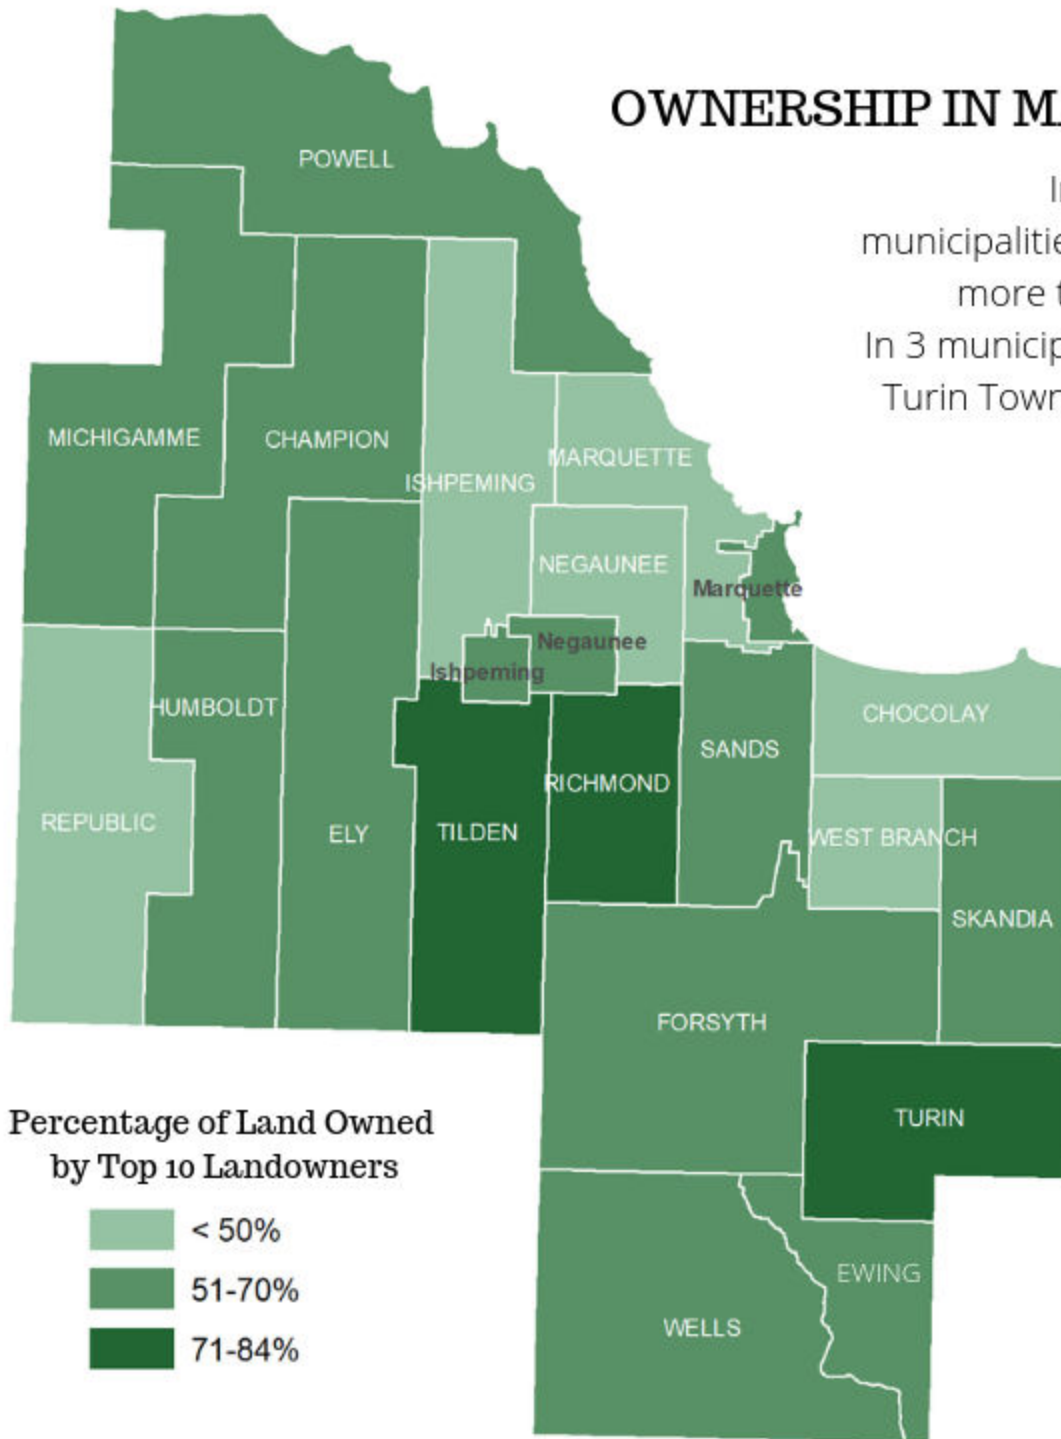 OWNERSHIP IN MA
In
municipalitie
more t
In 3 municip
Turin Town
POWELL
MICHIGAMME
CHAMPION
ISHPEMING
MARQUETTE
NEGAUNEE
Marquette
Negaunee
Ishpeming
HUMBOLDT
CHOCOLAY
SANDS
RICHMOND
REPUBLIC
ELY
TILDEN
WEST BRANCH
SKANDIA
FORSYTH
TURIN
EWING
WELLS
Percentage of Land Owned
by Top 10 Landowners
< 50%
51-70%
71-84%